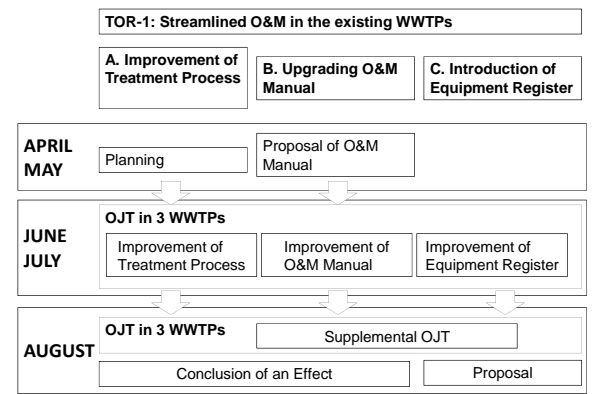 TOR-1: Streamlined O&M in the existing WWTPs
A. Improvement of
Treatment Process
B. Upgrading O&M
Manual
C. Introduction of
Equipment Register
APRIL
MAY
Planning
Proposal of O&M
Manual
JUNE
JULY
OJT in 3 WWTPs
Improvement of
Treatment Process
Improvement of
O&M Manual
Improvement of
Equipment Register
AUGUST
OJT in 3 WWTPs
Supplemental OJT
Conclusion of an Effect
Proposal